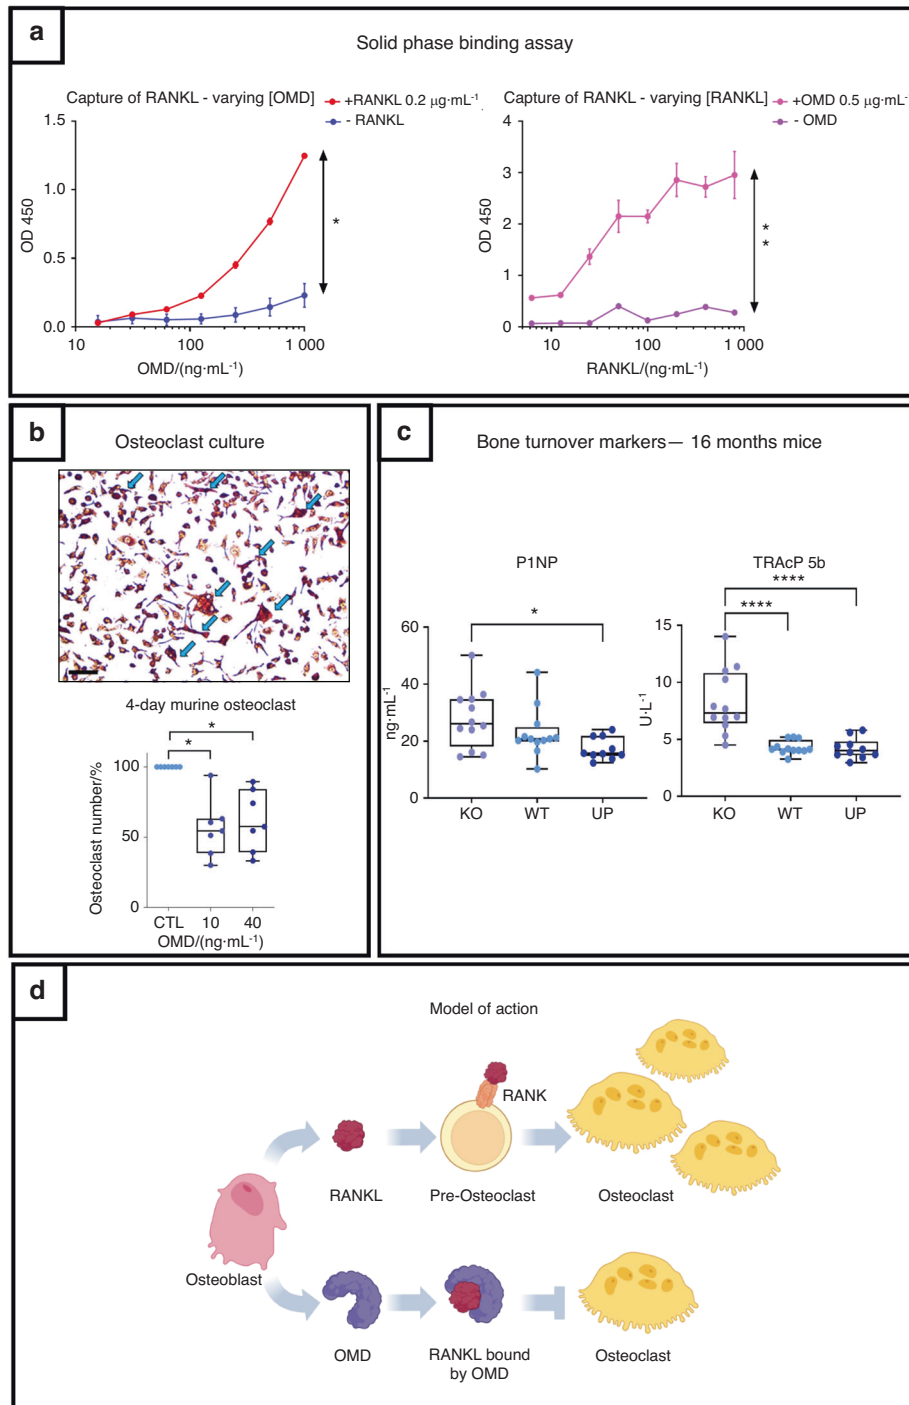 a
Solid phase binding assay
Capture of RANKL - varying [OMD]
+RANKL 0.2 µg·mL⁻¹
- RANKL
1.5
1.0
0.5
0.0
OD 450
*
10
100
1 000
OMD/(ng·mL⁻¹)
Capture of RANKL - varying [RANKL]
+OMD 0.5 µg·mL⁻
- OMD
4
3
2
1
0
OD 450
*
*
10
100
1 000
RANKL/(ng·mL⁻¹)
b
Osteoclast culture
4-day murine osteoclast
*
*
100
50
0
Osteoclast number/%
CTL
10
40
OMD/(ng·mL⁻¹)
c
Bone turnover markers— 16 months mice
P1NP
*
60
40
20
0
ng·mL⁻¹
KO
WT
UP
TRAcP 5b
****
****
15
10
5
0
U·L⁻¹
KO
WT
UP
d
Model of action
RANK
RANKL
Pre-Osteoclast
Osteoclast
Osteoblast
OMD
RANKL bound
by OMD
Osteoclast